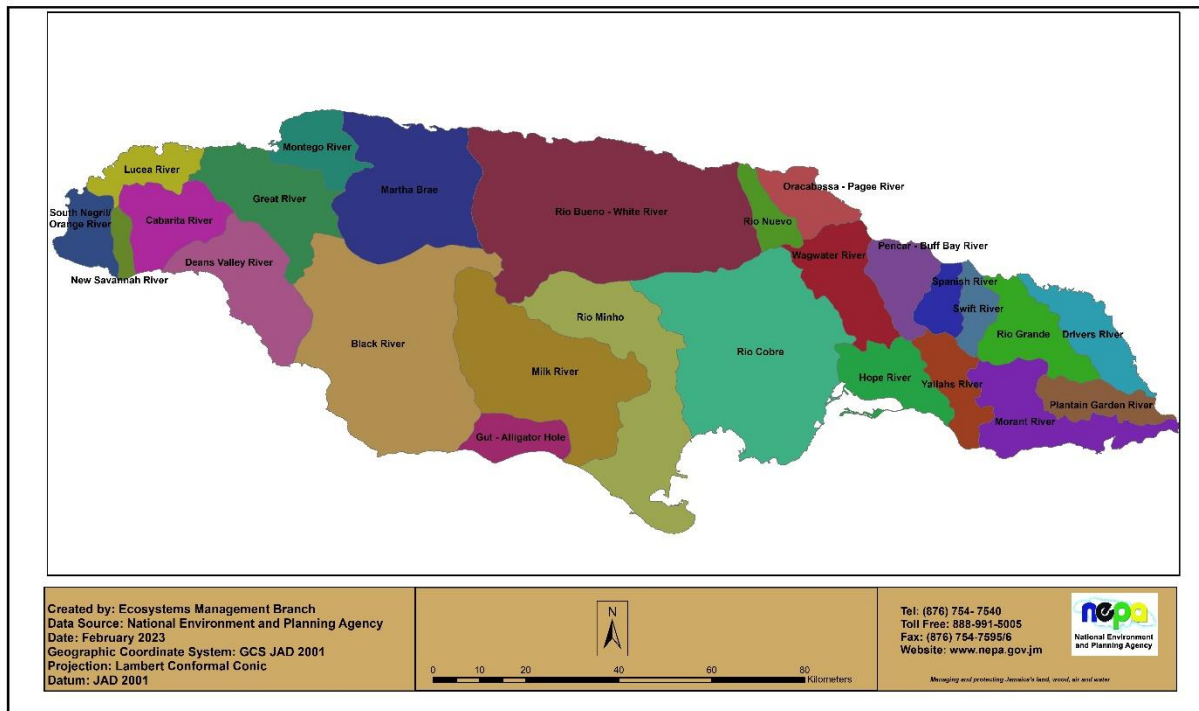 Montego River
Lucea River
Martha Brae
Oracabessa - Pagee River
Great River
South Negril/
Orange River
Cabarita River
Rio Bueno - White River
Rio Nuevo
Pencar - Buff Bay River
Wagwater River
Deans Valley River
New Savannah River
Spanish River
Swift River
Rio Minho
Rio Grande
Drivers River
Black River
Rio Cobre
Milk River
Hope River
Yallahs River
Plantain Garden River
Morant River
Gut - Alligator Hole
Created by: Ecosystems Management Branch
Data Source: National Environment and Planning Agency
Date: February 2023
Geographic Coordinate System: GCS JAD 2001
Projection: Lambert Conformal Conic
Datum: JAD 2001
N
0 20 40 60 80
Kilometers
Tel: (876) 754- 7540
Toll Free: 888-991-5005
Fax: (876) 754-7595/6
Website: www.nepa.gov.jm
nepa
National Environment
and Planning Agency
Managing and protecting Jamaica's land, wood, air and water